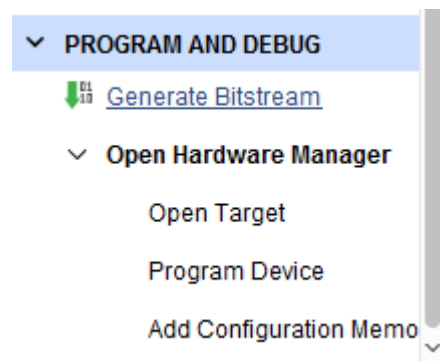 PROGRAM AND DEBUG
Generate Bitstream
Open Hardware Manager
Open Target
Program Device
Add Configuration Memo